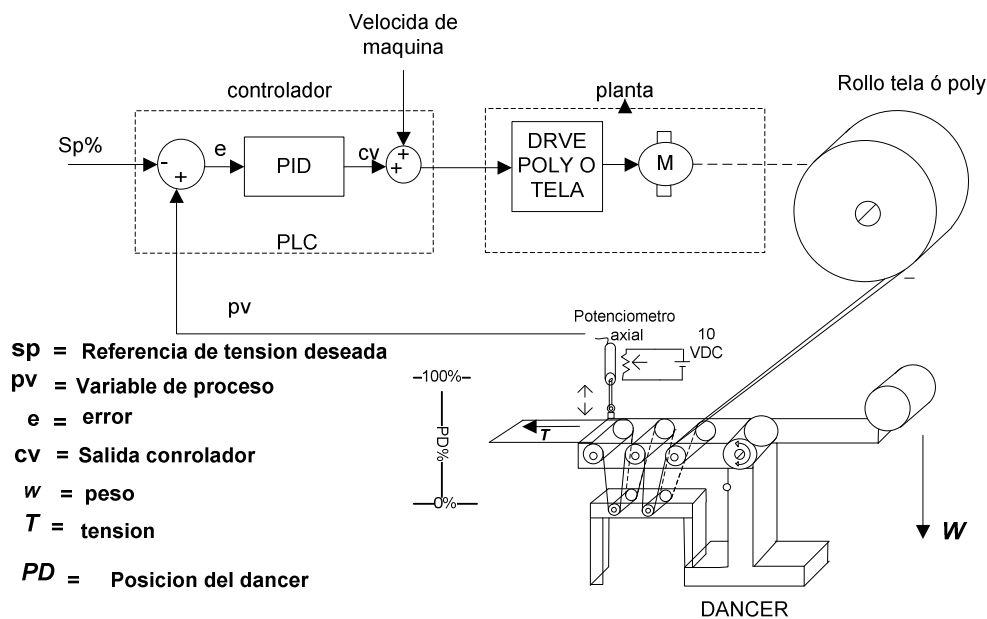 Velocida de
maquina
controlador
planta
Rollo tela ó poly
Sp%
-
+
e
PID
cv
+
+
DRVE
POLY O
TELA
M
PLC
pv
Potenciometro
axial
10
VDC
sp = Referencia de tension deseada
pv = Variable de proceso
e = error
cv = Salida conrolador
w = peso
T = tension
PD = Posicion del dancer
100%
PD%
0%
T
W
DANCER